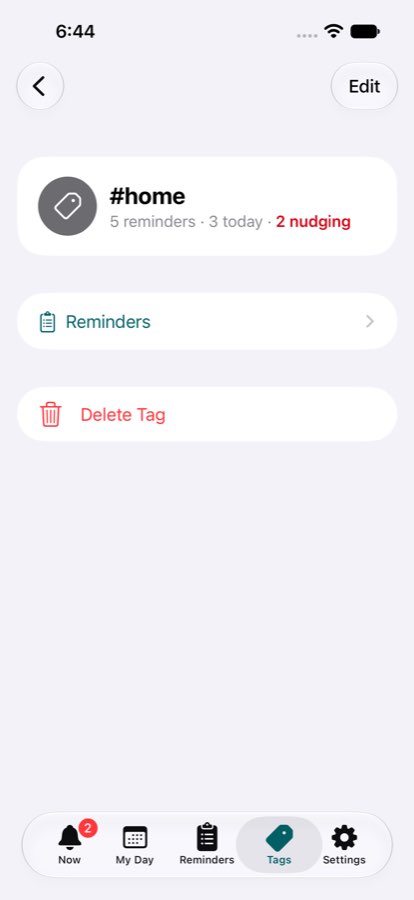 6:44
Edit
#home
5 reminders · 3 today · 2 nudging
Reminders
Delete Tag
2
Now
My Day
Reminders
Tags
Settings